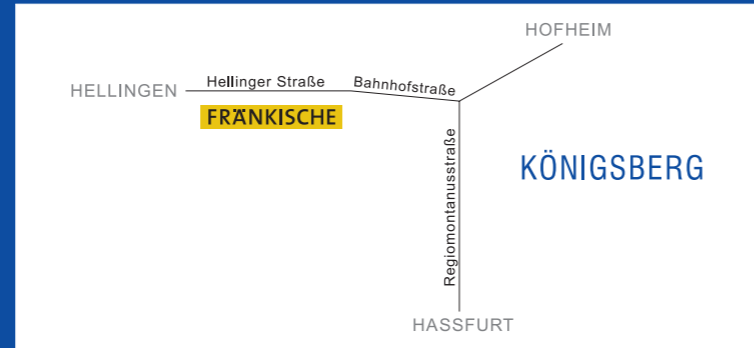 HOFHEIM
HELLINGEN
Hellinger Straße
Bahnhofstraße
FRÄNKISCHE
KÖNIGSBERG
Regiomontanusstraße
HASSFURT